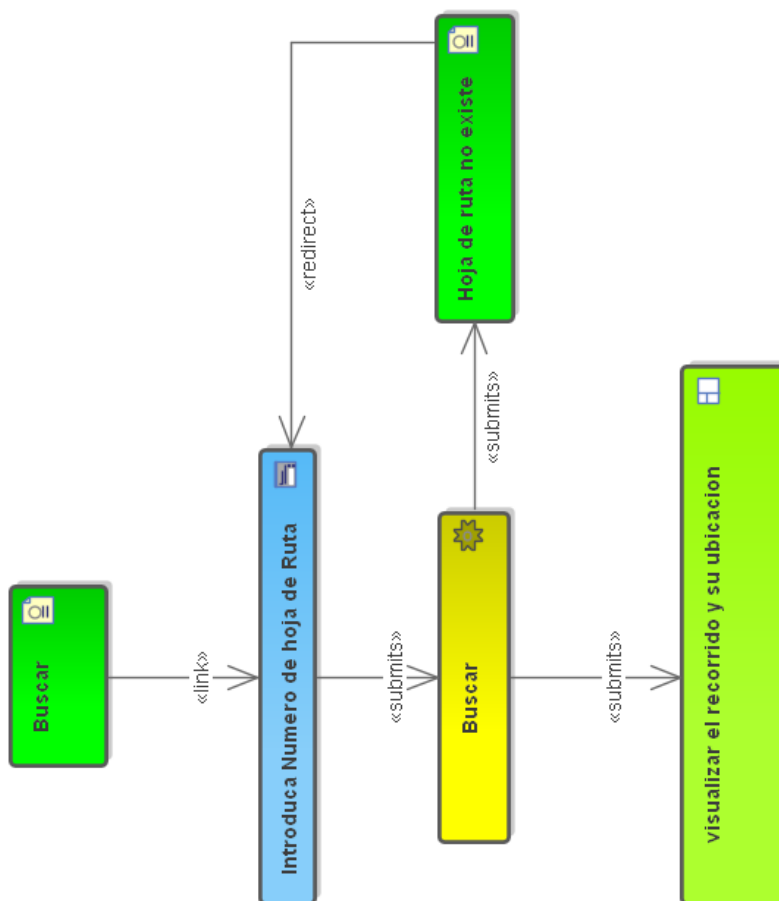 Buscar
«link»
Introduca Numero de hoja de Ruta
«redirect»
«submits»
Buscar
«submits»
Hoja de ruta no existe
«submits»
visualizar el recorrido y su ubicacion